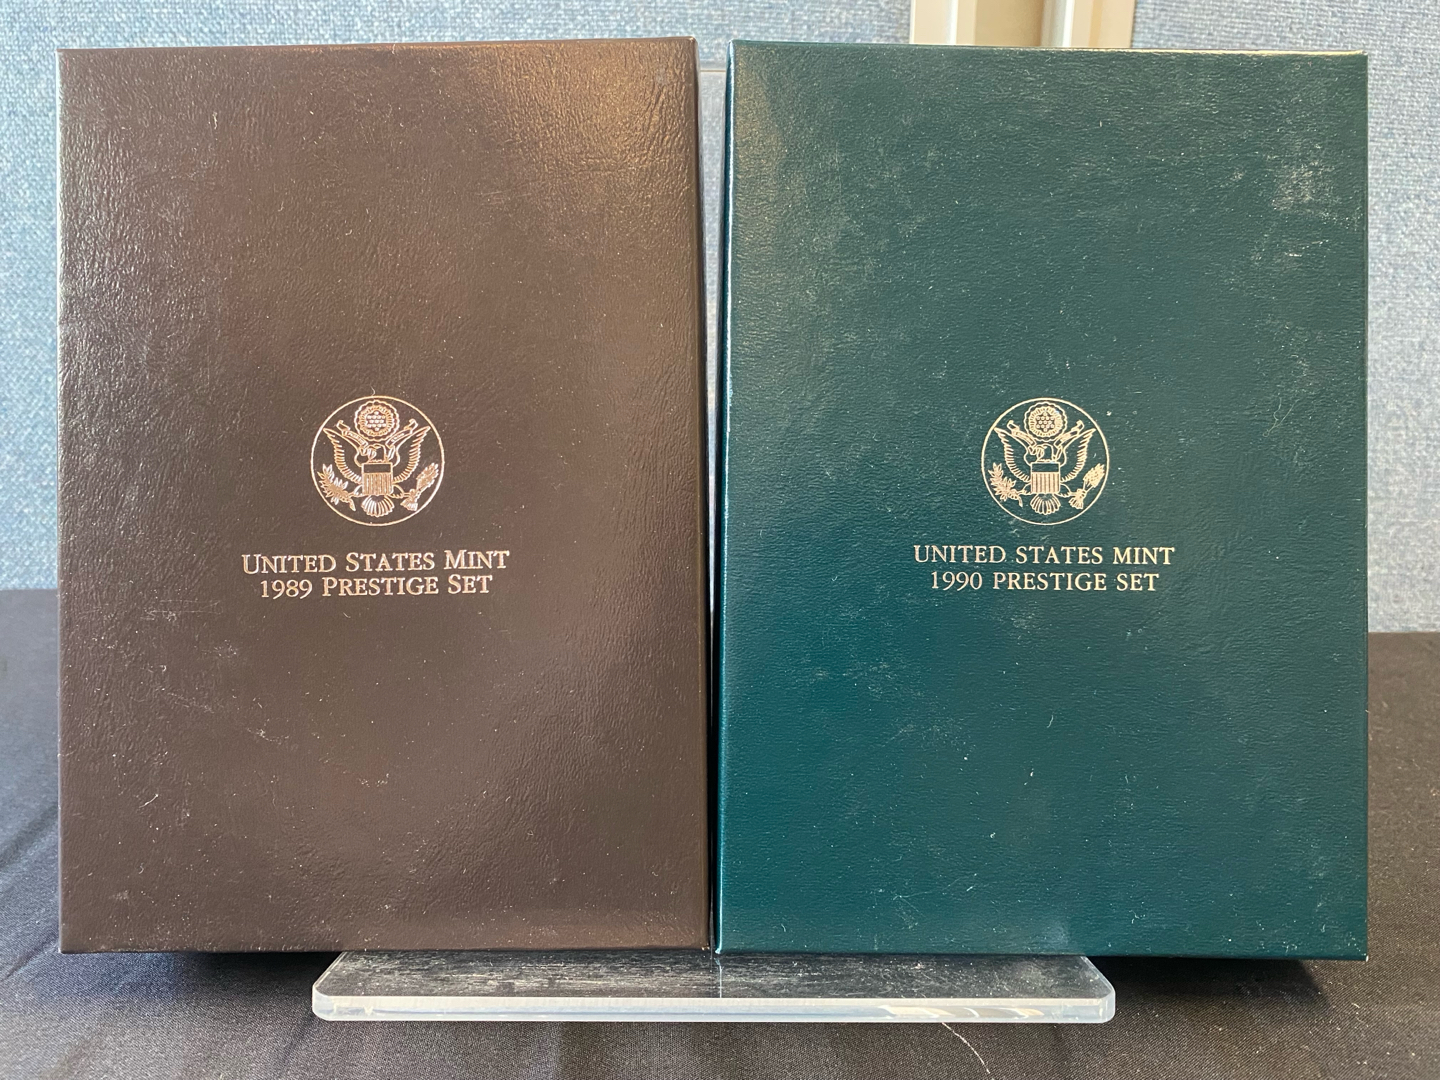 UNITED STATES MINT
1989 PRESTIGE SET
UNITED STATES MINT
1990 PRESTIGE SET